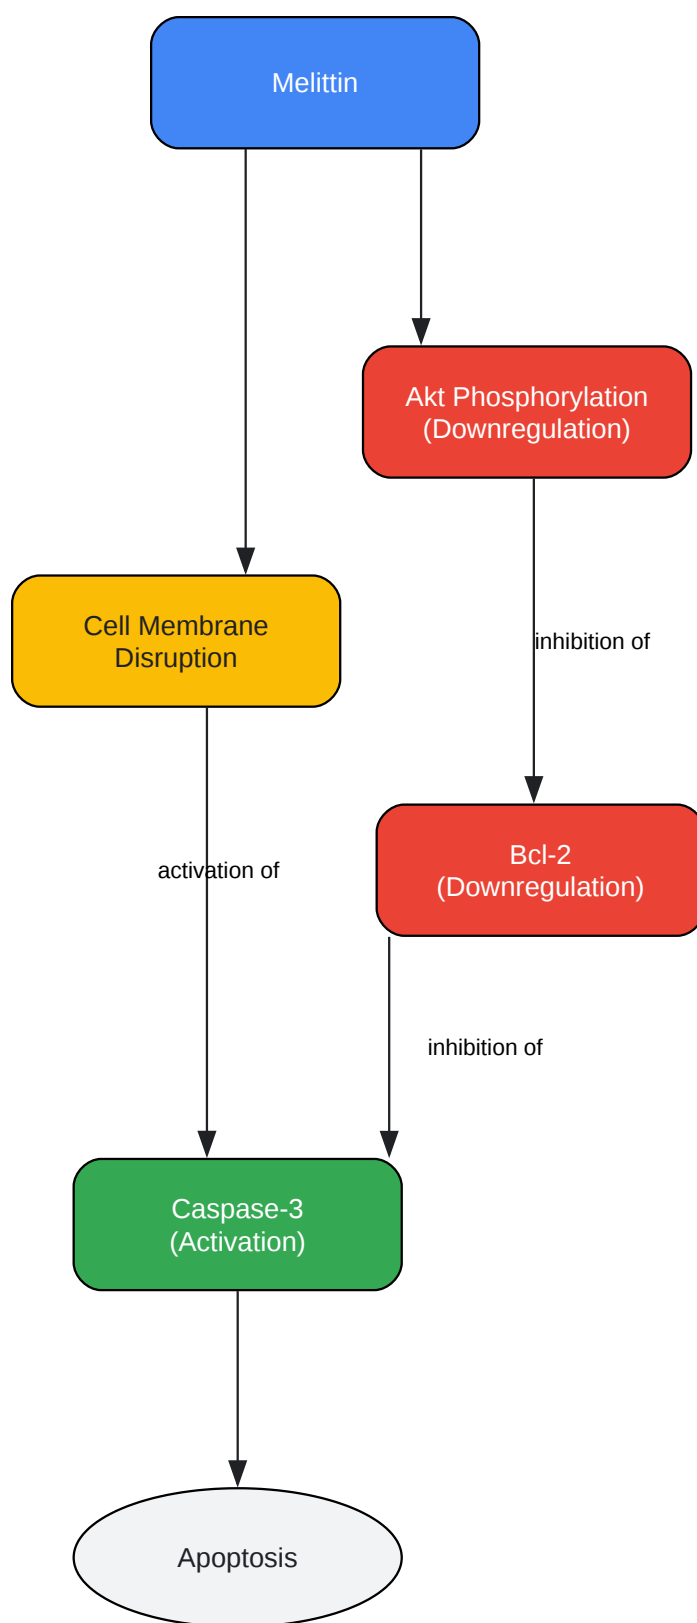 Melittin
Akt Phosphorylation
(Downregulation)
Cell Membrane
Disruption
inhibition of
Bcl-2
(Downregulation)
activation of
inhibition of
Caspase-3
(Activation)
Apoptosis